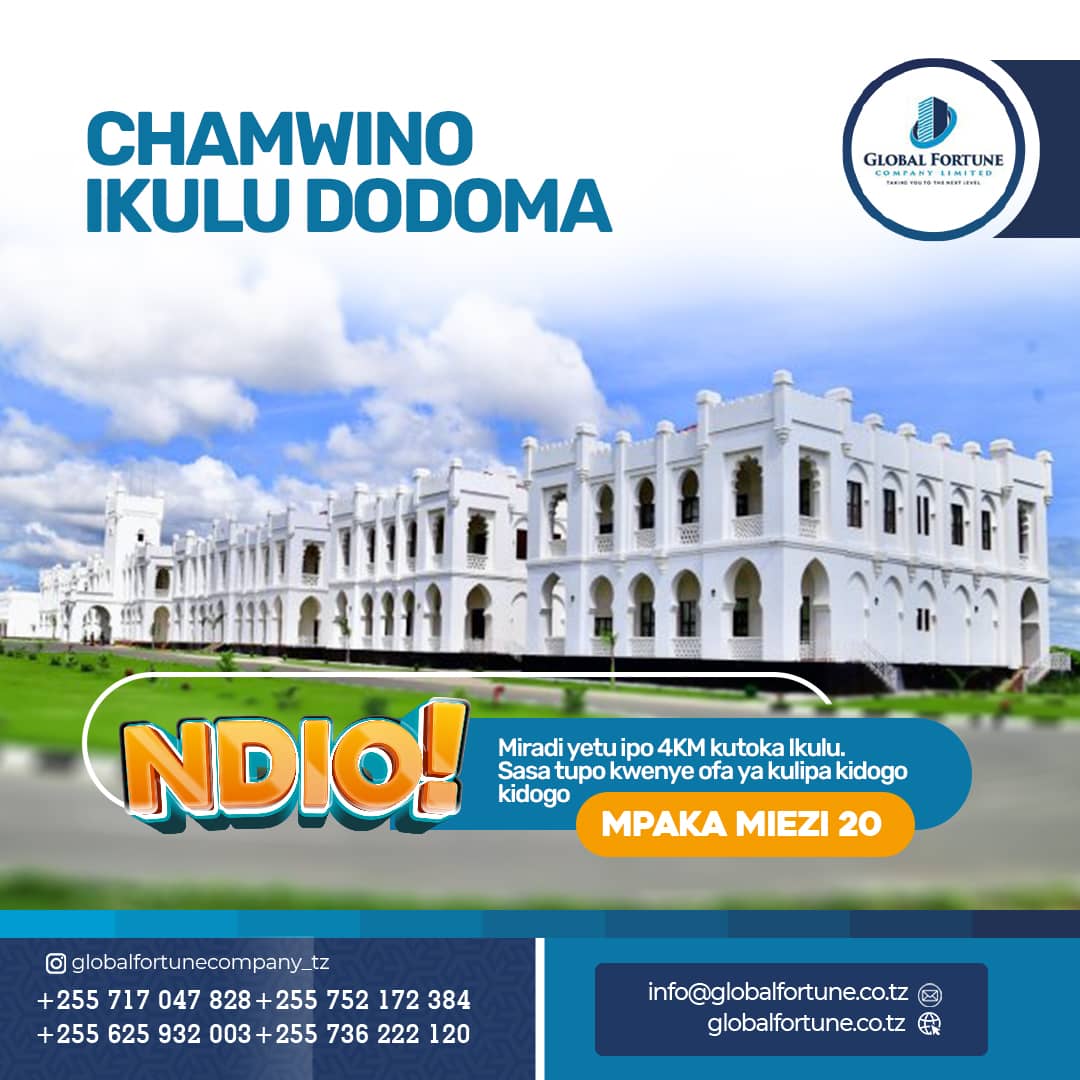 CHAMWINO
IKULU DODOMA
GLOBAL FORTUNE
COMPANY LIMITED
TAKING YOU TO THE NEXT LEVEL
NDIO!
Miradi yetu ipo 4KM kutoka Ikulu.
Sasa tupo kwenye ofa ya kulipa kidogo
kidogo
MPAKA MIEZI 20
globalfortunecompany_tz
+255 717 047 828 +255 752 172 384
+255 625 932 003 +255 736 222 120
info@globalfortune.co.tz
globalfortune.co.tz